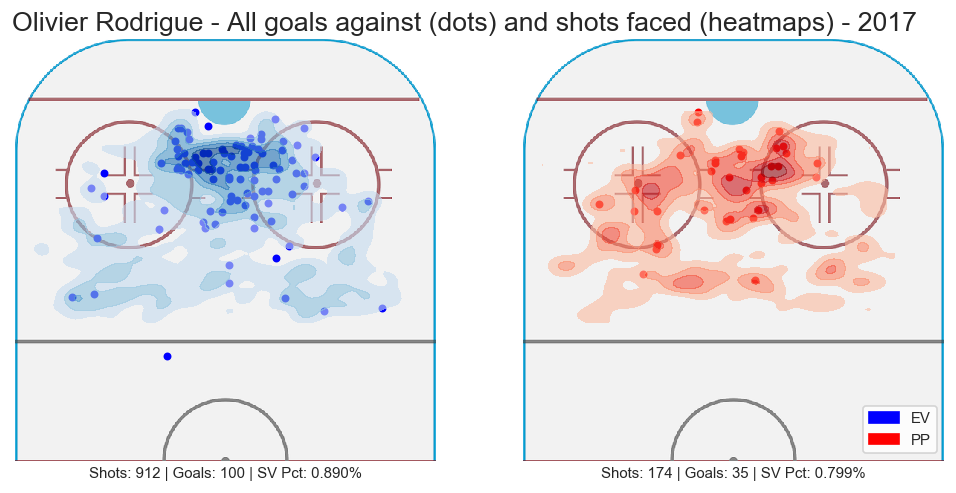 Olivier Rodrigue - All goals against (dots) and shots faced (heatmaps) - 2017
EV
PP
Shots: 912 | Goals: 100 | SV Pct: 0.890%
Shots: 174 | Goals: 35 | SV Pct: 0.799%